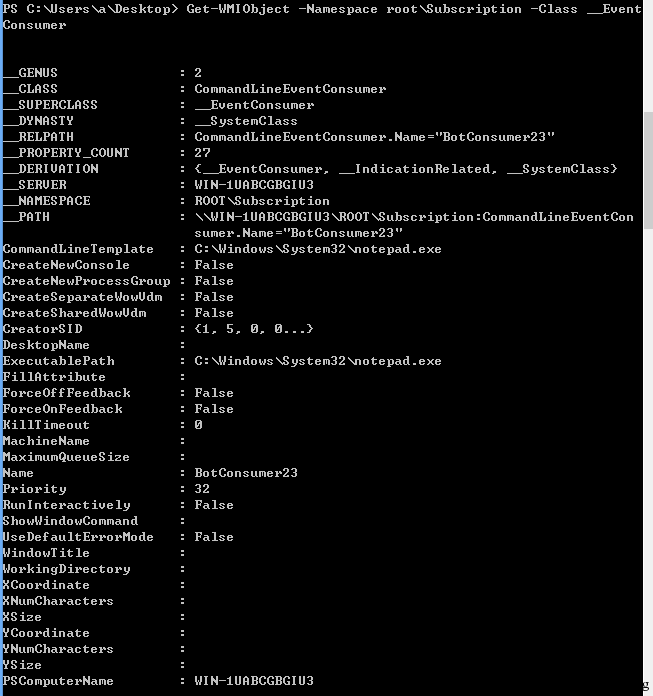 PS C:\Users\a\Desktop> Get-WMIObject -Namespace root\Subscription -Class __Event
Consumer
__GENUS : 2
__CLASS : CommandLineEventConsumer
__SUPERCLASS : __EventConsumer
__DYNASTY : __SystemClass
__RELPATH : CommandLineEventConsumer.Name="BotConsumer23"
__PROPERTY_COUNT : 27
__DERIVATION : {__EventConsumer, __IndicationRelated, __SystemClass}
__SERVER : WIN-1UABCGBGIU3
__NAMESPACE : ROOT\Subscription
__PATH : \\WIN-1UABCGBGIU3\ROOT\Subscription:CommandLineEventCon
sumer.Name="BotConsumer23"
CommandLineTemplate : C:\Windows\System32\notepad.exe
CreateNewConsole : False
CreateNewProcessGroup : False
CreateSeparateWowVdm : False
CreateSharedWowVdm : False
CreatorSID : {1, 5, 0, 0...}
DesktopName :
ExecutablePath : C:\Windows\System32\notepad.exe
FillAttribute :
ForceOffFeedback : False
ForceOnFeedback : False
KillTimeout : 0
MachineName :
MaximumQueueSize :
Name : BotConsumer23
Priority : 32
RunInteractively : False
ShowWindowCommand :
UseDefaultErrorMode : False
WindowTitle :
WorkingDirectory :
XCoordinate :
XNumCharacters :
XSize :
YCoordinate :
YNumCharacters :
YSize :
PSComputerName : WIN-1UABCGBGIU3
g